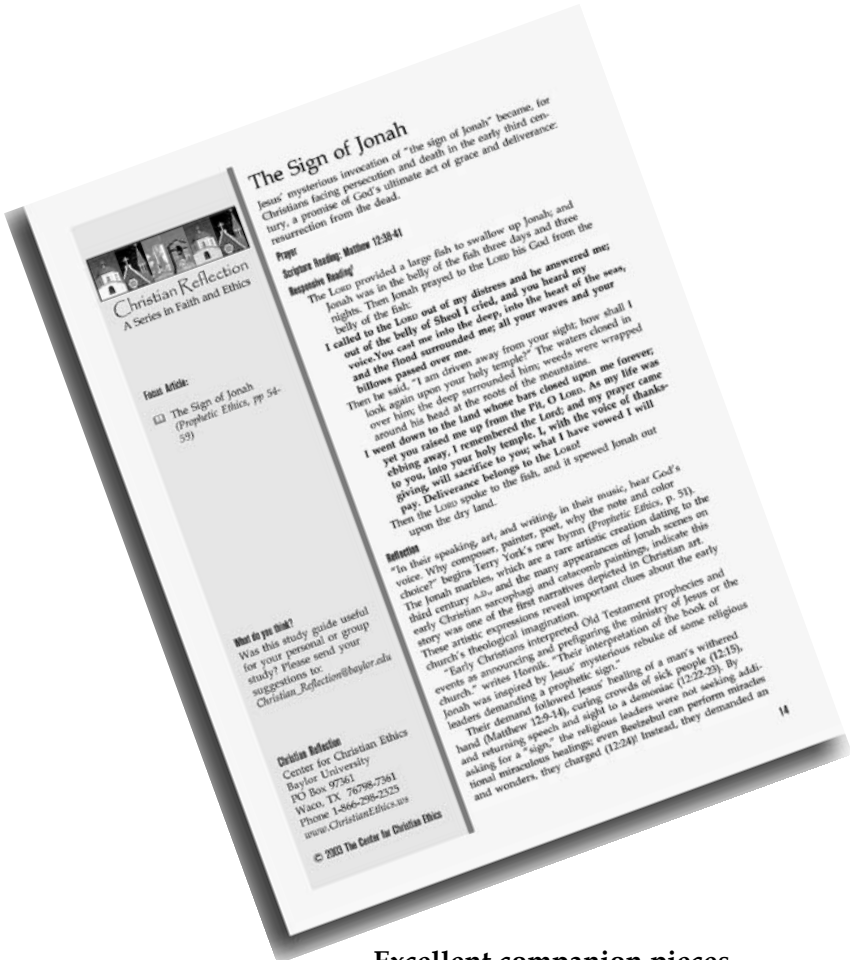 The Sign of Jonah
Jesus' mysterious invocation of "the sign of Jonah" became, for
Christians facing persecution and death in the early third cen-
tury, a promise of God's ultimate act of grace and deliverance:
resurrection from the dead.
Prayer
Scripture Reading: Matthew 12:38-41
Responsive Reading†
The LORD provided a large fish to swallow up Jonah; and
Jonah was in the belly of the fish three days and three
nights. Then Jonah prayed to the LORD his God from the
belly of the fish:
I called to the LORD out of my distress and he answered me;
out of the belly of Sheol I cried, and you heard my
voice.You cast me into the deep, into the heart of the seas,
and the flood surrounded me; all your waves and your
billows passed over me.
Then he said, "I am driven away from your sight; how shall I
look again upon your holy temple?" The waters closed in
over him; the deep surrounded him; weeds were wrapped
around his head at the roots of the mountains.
I went down to the land whose bars closed upon me forever;
yet you raised me up from the Pit, O LORD. As my life was
ebbing away, I remembered the Lord; and my prayer came
to you, into your holy temple. I, with the voice of thanks-
giving, will sacrifice to you; what I have vowed I will
pay. Deliverance belongs to the LORD!
Then the LORD spoke to the fish, and it spewed Jonah out
upon the dry land.
Reflection
"In their speaking, art, and writing, in their music, hear God's
voice. Why composer, painter, poet, why the note and color
choice?" begins Terry York's new hymn (Prophetic Ethics, p. 51).
The Jonah marbles, which are a rare artistic creation dating to the
third century A.D., and the many appearances of Jonah scenes on
early Christian sarcophagi and catacomb paintings, indicate this
story was one of the first narratives depicted in Christian art.
These artistic expressions reveal important clues about the early
church's theological imagination.
"Early Christians interpreted Old Testament prophecies and
events as announcing and prefiguring the ministry of Jesus or the
church," writes Hornik. "Their interpretation of the book of
Jonah was inspired by Jesus' mysterious rebuke of some religious
leaders demanding a prophetic sign."
Their demand followed Jesus' healing of a man's withered
hand (Matthew 12:9-14), curing crowds of sick people (12:15),
and returning speech and sight to a demoniac (12:22-23). By
asking for a "sign," the religious leaders were not seeking addi-
tional miraculous healings; even Beelzebul can perform miracles
and wonders, they charged (12:24)! Instead, they demanded an
14
Christian Reflection
A Series in Faith and Ethics
Focus Article:
The Sign of Jonah
(Prophetic Ethics, pp 54-
59)
What do you think?
Was this study guide useful
for your personal or group
study? Please send your
suggestions to:
Christian_Reflection@baylor.edu
Christian Reflection
Center for Christian Ethics
Baylor University
PO Box 97361
Waco, TX 76798-7361
Phone 1-866-298-2325
www.ChristianEthics.ws
© 2003 The Center for Christian Ethics
Excellent companion pieces